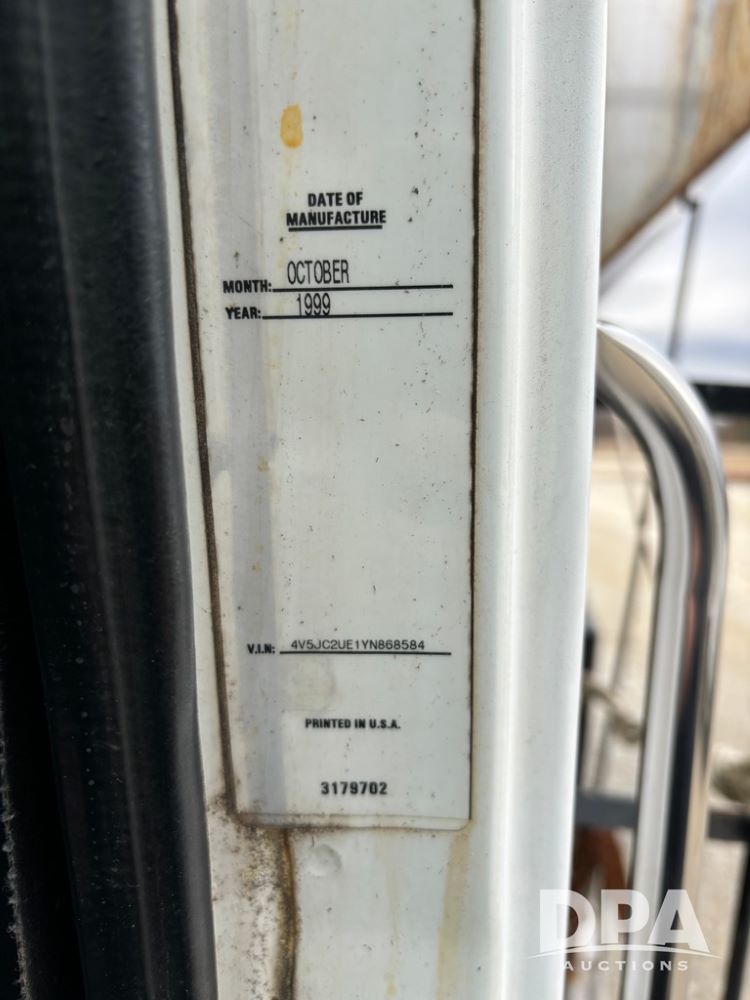 DATE OF
MANUFACTURE
MONTH: OCTOBER
YEAR: 1999
V.I.N: 4V5JC2UE1YN868584
PRINTED IN U.S.A.
3179702
DPA
AUCTIONS